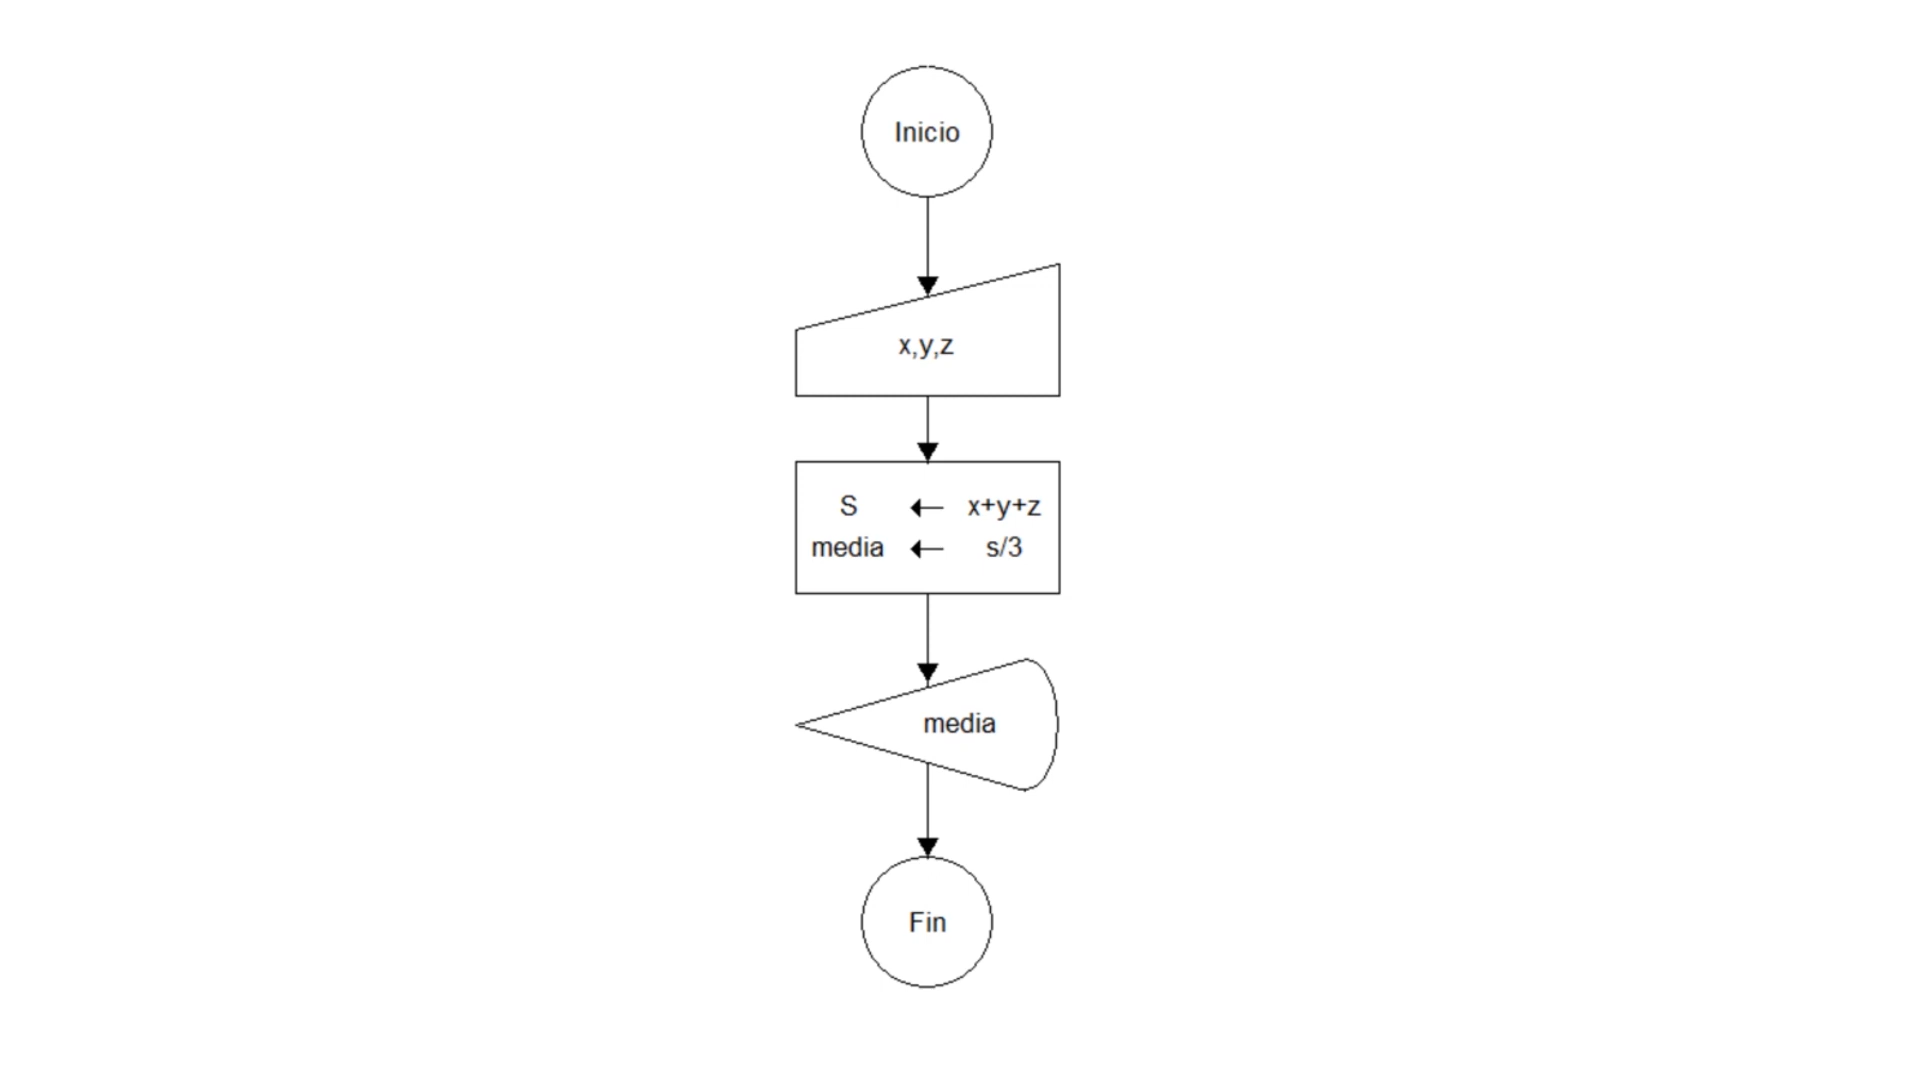 Inicio
x,y,z
S ← x+y+z
media ← s/3
media
Fin